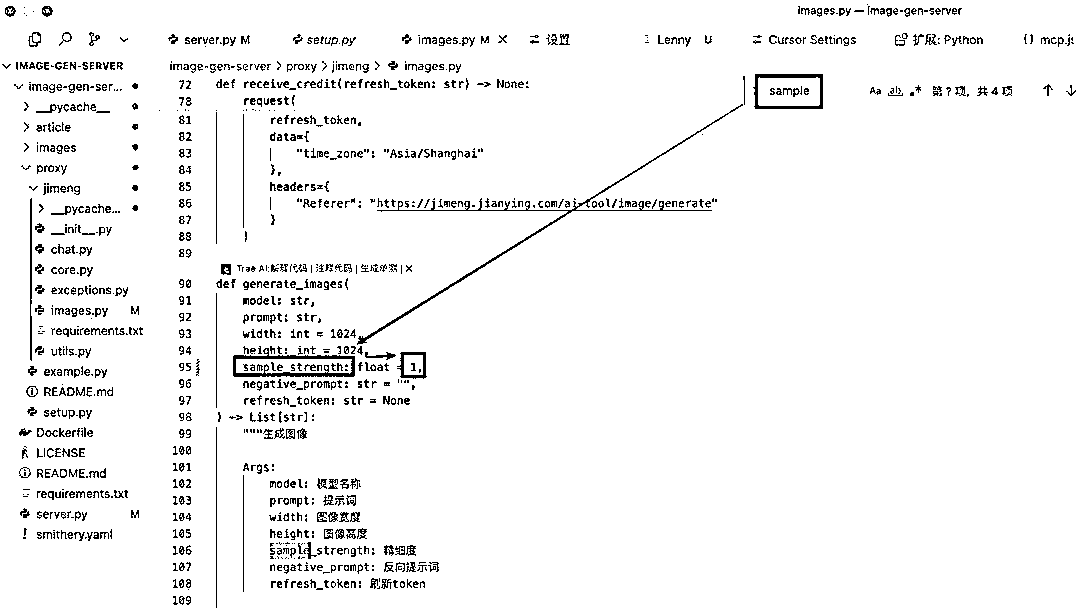 images.py — image-gen-server
server.py M
setup.py
images.py M
设置
Lenny U
Cursor Settings
扩展: Python
mcp.js
IMAGE-GEN-SERVER
image-gen-ser...
__pycache__
article
images
proxy
jimeng
__pycache...
__init__.py
chat.py
core.py
exceptions.py
images.py M
requirements.txt
utils.py
example.py
README.md
setup.py
Dockerfile
LICENSE
README.md
requirements.txt
server.py M
smithery.yaml
image-gen-server > proxy > jimeng > images.py
sample
Aa ab 第 ? 项, 共 4 项
72 def receive_credit(refresh_token: str) -> None:
78 request(
81 refresh_token,
82 data={
83 "time_zone": "Asia/Shanghai"
84 },
85 headers={
86 "Referer": "https://jimeng.jianying.com/ai-tool/image/generate"
87 }
88 )
89
Trae AI:解释代码 | 注释代码 | 生成单测 | ✕
90 def generate_images(
91 model: str,
92 prompt: str,
93 width: int = 1024,
94 height: int = 1024,
95 sample_strength: float = 1,
96 negative_prompt: str = "",
97 refresh_token: str = None
98 ) -> List[str]:
99 """生成图像
100
101 Args:
102 model: 模型名称
103 prompt: 提示词
104 width: 图像宽度
105 height: 图像高度
106 sample_strength: 精细度
107 negative_prompt: 反向提示词
108 refresh_token: 刷新token
109